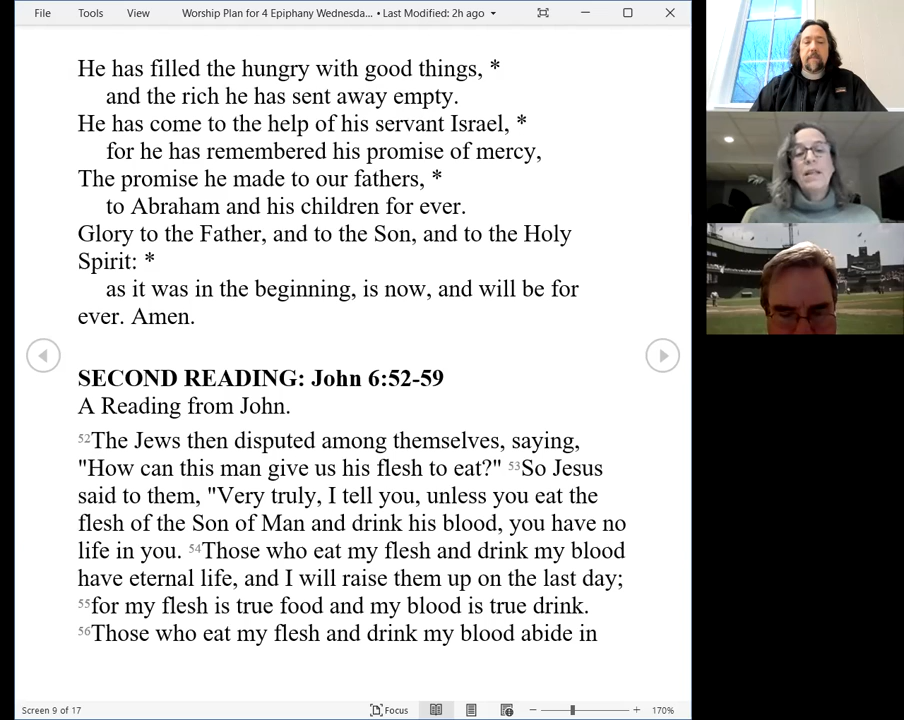 File Tools View Worship Plan for 4 Epiphany Wednesda... • Last Modified: 2h ago
He has filled the hungry with good things, *
and the rich he has sent away empty.
He has come to the help of his servant Israel, *
for he has remembered his promise of mercy,
The promise he made to our fathers, *
to Abraham and his children for ever.
Glory to the Father, and to the Son, and to the Holy
Spirit: *
as it was in the beginning, is now, and will be for
ever. Amen.
SECOND READING: John 6:52-59
A Reading from John.
52The Jews then disputed among themselves, saying,
"How can this man give us his flesh to eat?" 53So Jesus
said to them, "Very truly, I tell you, unless you eat the
flesh of the Son of Man and drink his blood, you have no
life in you. 54Those who eat my flesh and drink my blood
have eternal life, and I will raise them up on the last day;
55for my flesh is true food and my blood is true drink.
56Those who eat my flesh and drink my blood abide in
Screen 9 of 17 Focus 170%